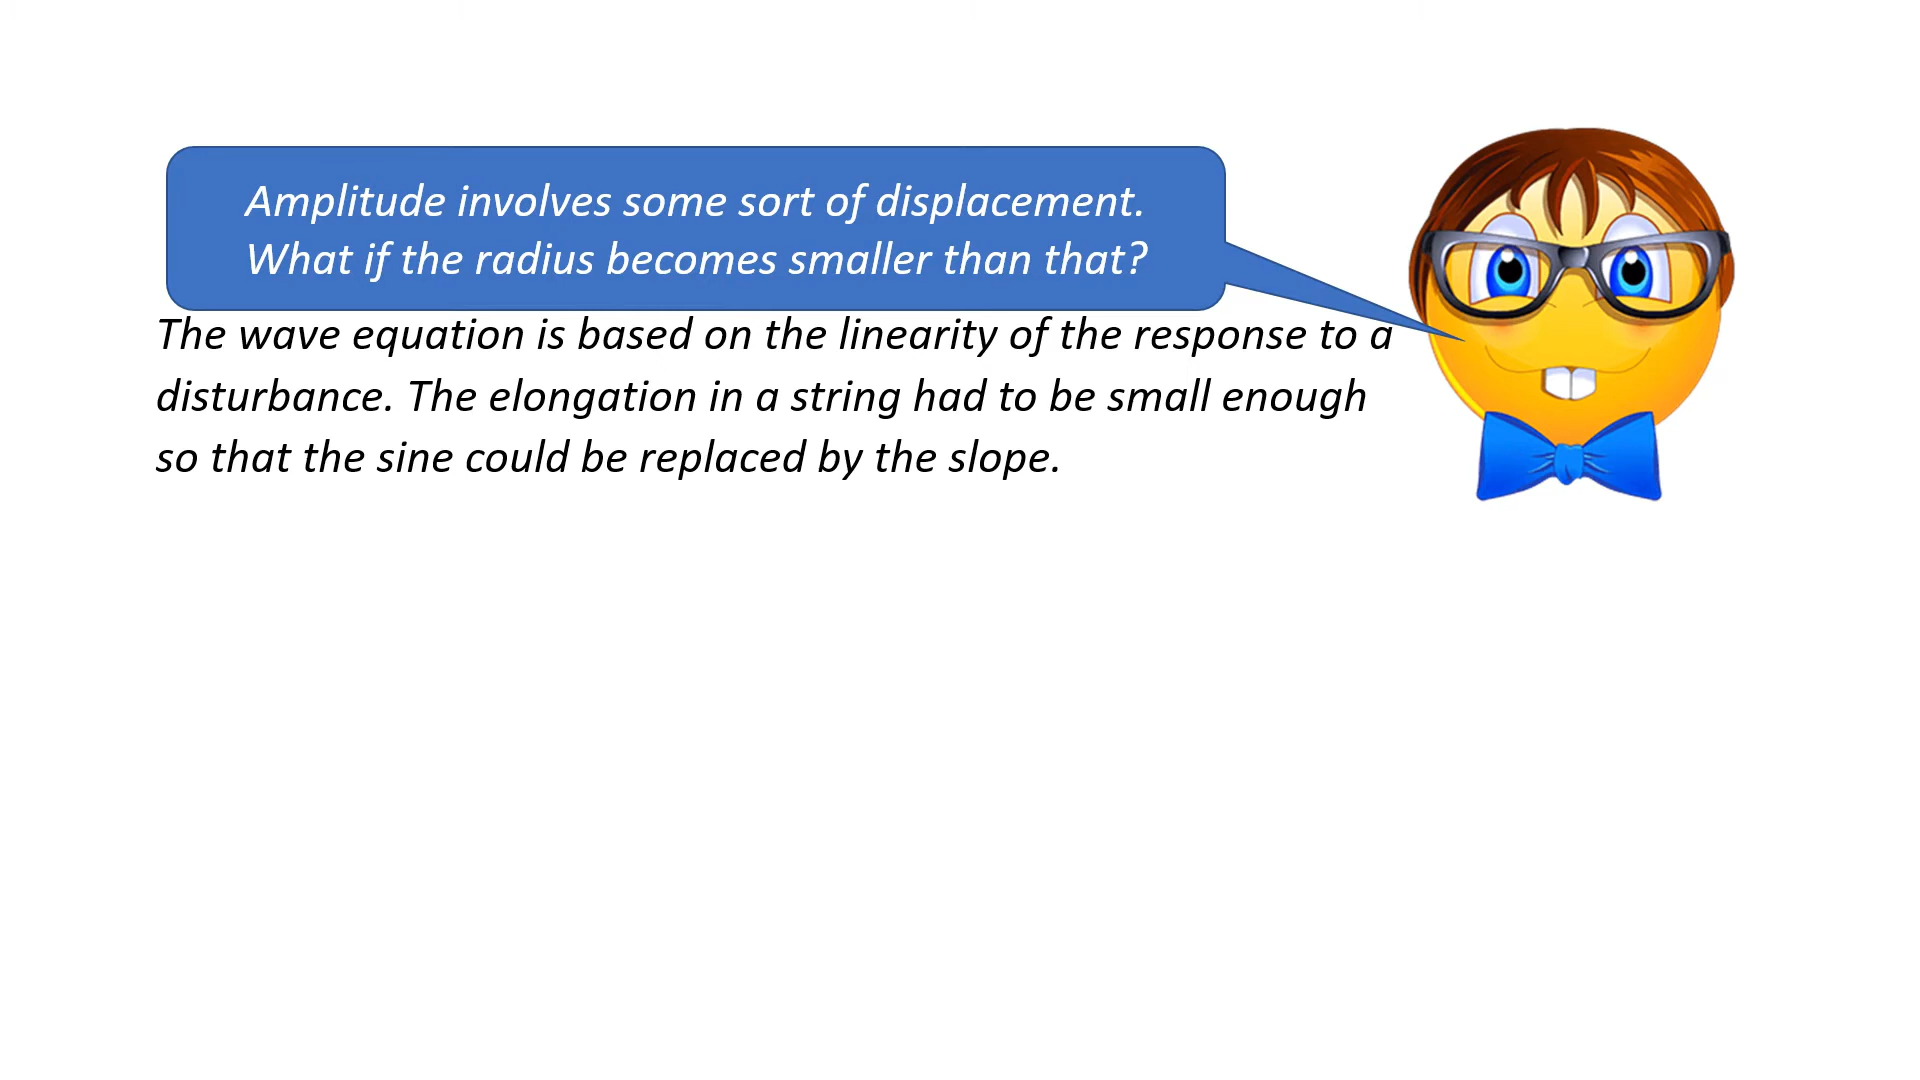 Amplitude involves some sort of displacement.
What if the radius becomes smaller than that?
The wave equation is based on the linearity of the response to a
disturbance. The elongation in a string had to be small enough
so that the sine could be replaced by the slope.